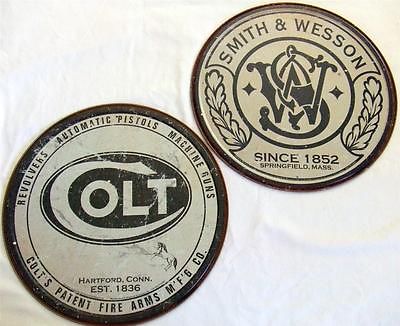 SMITH & WESSON
SW
SINCE 1852
SPRINGFIELD, MASS.
REVOLVERS AUTOMATIC PISTOLS MACHINE GUNS
COLT
HARTFORD, CONN.
EST. 1836
COLT'S PATENT FIRE ARMS M'F'G CO.